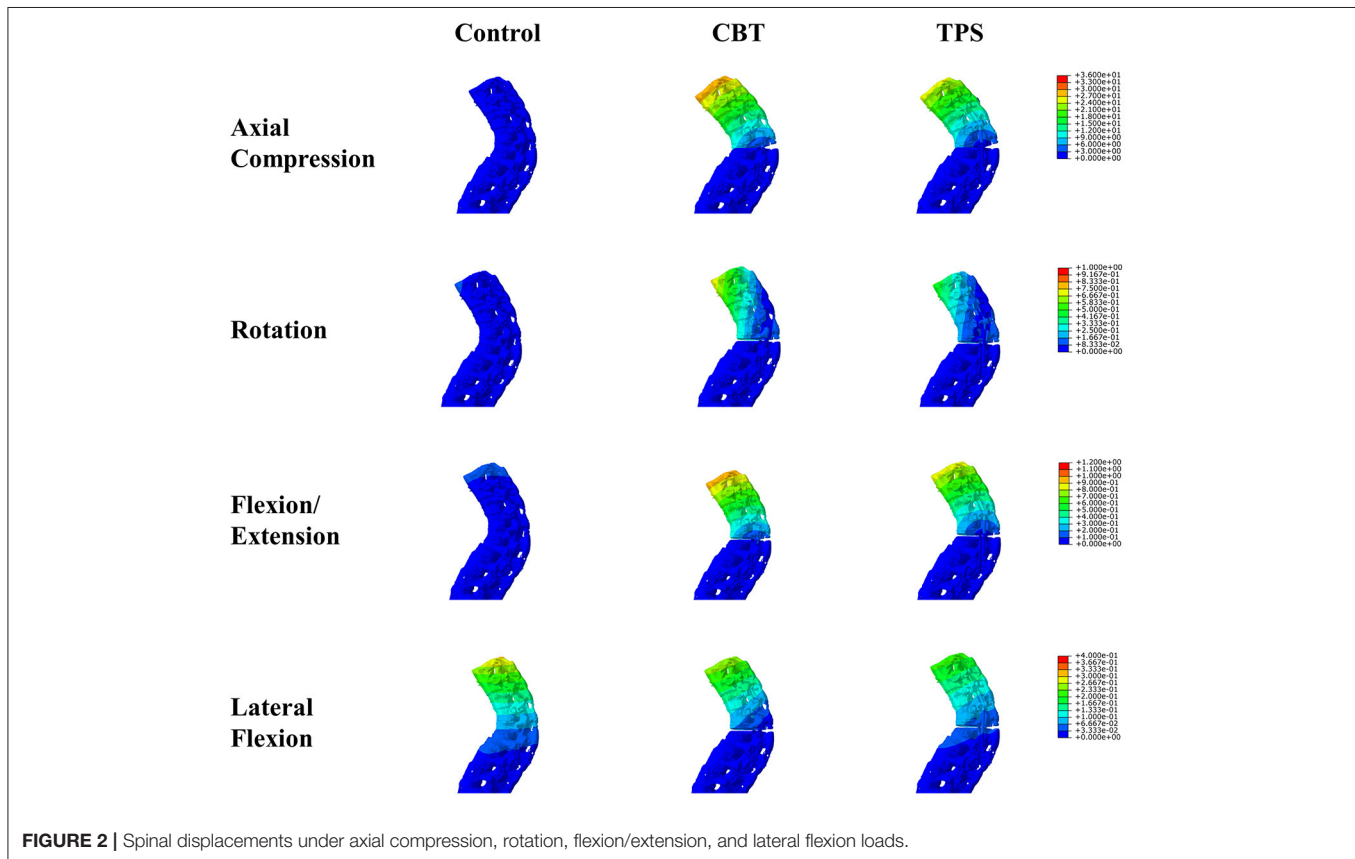 Control CBT TPS
Axial
Compression
+3.600e+01
+3.300e+01
+3.000e+01
+2.700e+01
+2.400e+01
+2.100e+01
+1.800e+01
+1.500e+01
+1.200e+01
+9.000e+00
+6.000e+00
+3.000e+00
+0.000e+00
Rotation
+1.000e+00
+9.167e-01
+8.333e-01
+7.500e-01
+6.667e-01
+5.833e-01
+5.000e-01
+4.167e-01
+3.333e-01
+2.500e-01
+1.667e-01
+8.333e-02
+0.000e+00
Flexion/
Extension
+1.200e+00
+1.100e+00
+1.000e+00
+9.000e-01
+8.000e-01
+7.000e-01
+6.000e-01
+5.000e-01
+4.000e-01
+3.000e-01
+2.000e-01
+1.000e-01
+0.000e+00
Lateral
Flexion
+4.000e-01
+3.667e-01
+3.333e-01
+3.000e-01
+2.667e-01
+2.333e-01
+2.000e-01
+1.667e-01
+1.333e-01
+1.000e-01
+6.667e-02
+3.333e-02
+0.000e+00
FIGURE 2 | Spinal displacements under axial compression, rotation, flexion/extension, and lateral flexion loads.